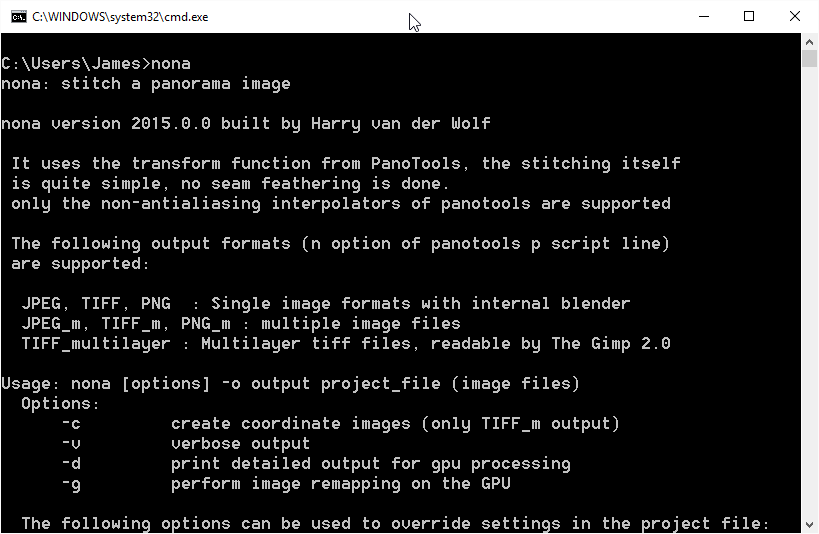 C:\WINDOWS\system32\cmd.exe
C:\Users\James>nona
nona: stitch a panorama image
nona version 2015.0.0 built by Harry van der Wolf
It uses the transform function from PanoTools, the stitching itself
is quite simple, no seam feathering is done.
only the non-antialiasing interpolators of panotools are supported
The following output formats (n option of panotools p script line)
are supported:
JPEG, TIFF, PNG  : Single image formats with internal blender
JPEG_m, TIFF_m, PNG_m : multiple image files
TIFF_multilayer : Multilayer tiff files, readable by The Gimp 2.0
Usage: nona [options] -o output project_file (image files)
Options:
-c         create coordinate images (only TIFF_m output)
-v         verbose output
-d         print detailed output for gpu processing
-g         perform image remapping on the GPU
The following options can be used to override settings in the project file: